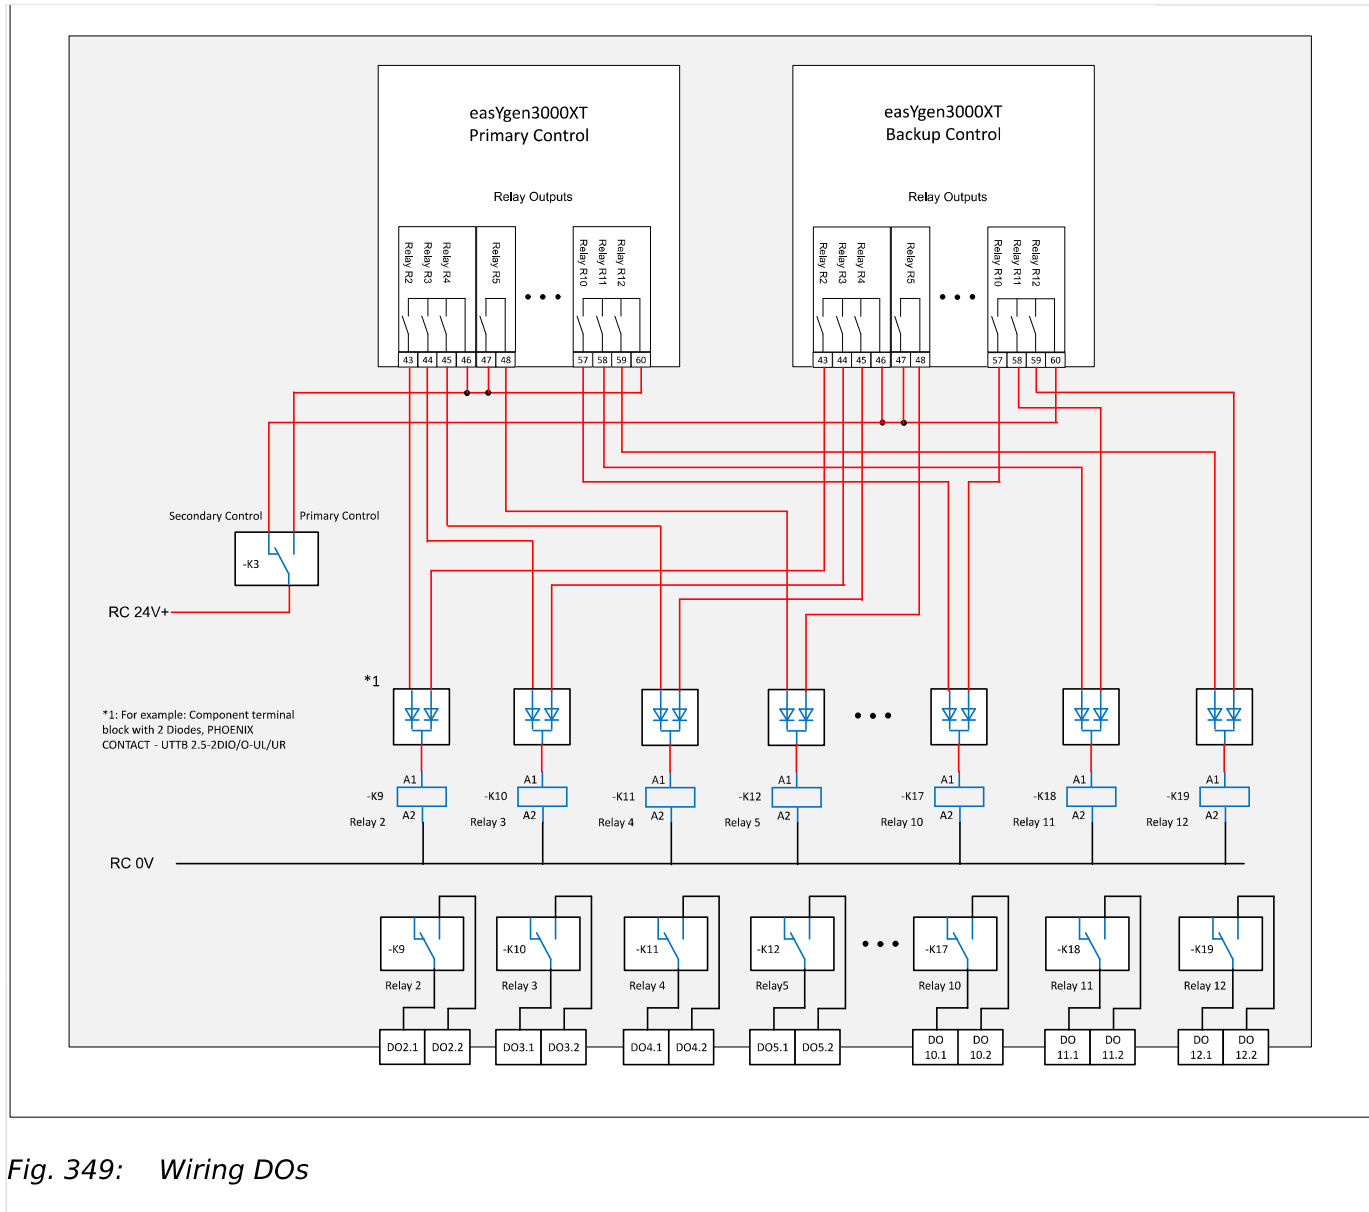 easYgen3000XT
Primary Control
easYgen3000XT
Backup Control
Relay Outputs
Relay Outputs
Relay R2
Relay R3
Relay R4
Relay R5
Relay R10
Relay R11
Relay R12
Relay R2
Relay R3
Relay R4
Relay R5
Relay R10
Relay R11
Relay R12
43 44 45 46 47 48 57 58 59 60
43 44 45 46 47 48 57 58 59 60
Secondary Control
Primary Control
-K3
RC 24V+
*1
*1: For example: Component terminal
block with 2 Diodes, PHOENIX
CONTACT - UTTB 2.5-2DIO/O-UL/UR
A1 A1 A1 A1 A1 A1 A1
-K9 -K10 -K11 -K12 -K17 -K18 -K19
A2 A2 A2 A2 A2 A2 A2
Relay 2 Relay 3 Relay 4 Relay 5 Relay 10 Relay 11 Relay 12
RC 0V
-K9 -K10 -K11 -K12 -K17 -K18 -K19
Relay 2 Relay 3 Relay 4 Relay5 Relay 10 Relay 11 Relay 12
DO2.1 DO2.2 DO3.1 DO3.2 DO4.1 DO4.2 DO5.1 DO5.2
DO
10.1
DO
10.2
DO
11.1
DO
11.2
DO
12.1
DO
12.2
Fig. 349: Wiring DOs